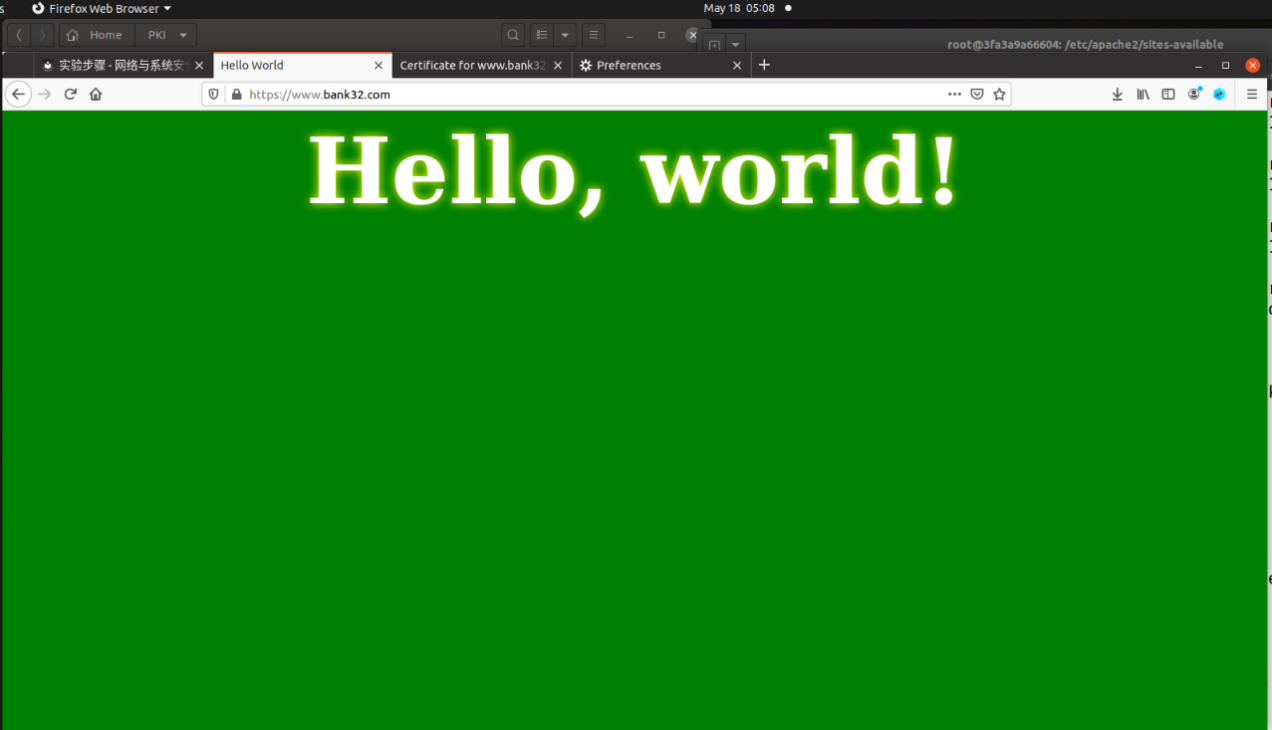 Firefox Web Browser
May 18 05:08
Home
PKI
root@3fa3a9a66604: /etc/apache2/sites-available
实验步骤 - 网络与系统安
Hello World
Certificate for www.bank32
Preferences
https://www.bank32.com
Hello, world!